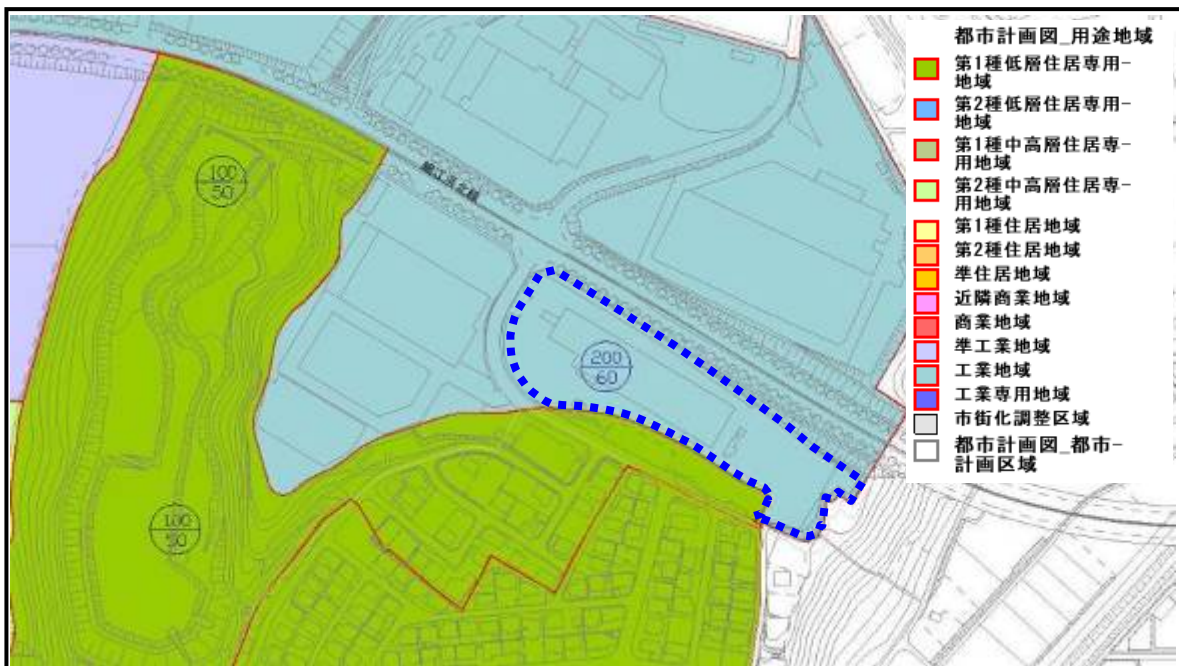 都市計画図_用途地域
第1種低層住居専用-
地域
第2種低層住居専用-
地域
第1種中高層住居専-
用地域
第2種中高層住居専-
用地域
第1種住居地域
第2種住居地域
準住居地域
近隣商業地域
商業地域
準工業地域
工業地域
工業専用地域
市街化調整区域
都市計画図_都市-
計画区域
100
50
200
60
100
50